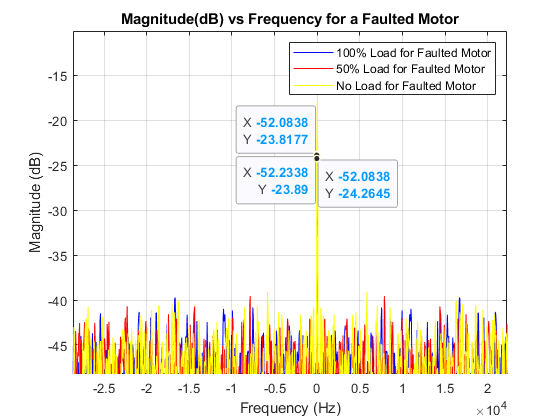 Magnitude(dB) vs Frequency for a Faulted Motor
100% Load for Faulted Motor
50% Load for Faulted Motor
No Load for Faulted Motor
-15
-20
-25
-30
-35
-40
-45
X -52.0838
Y -23.8177
X -52.2338
Y -23.89
X -52.0838
Y -24.2645
Magnitude (dB)
-2.5 -2 -1.5 -1 -0.5 0 0.5 1 1.5 2
Frequency (Hz)
× 10⁴